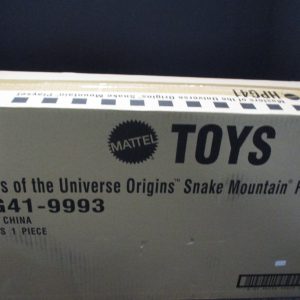 Masters of the Universe Origins™ Snake Mountain® Playset
HPG41
MATTEL
TOYS
s of the Universe Origins™ Snake Mountain® P
G41-9993
CHINA
S 1 PIECE